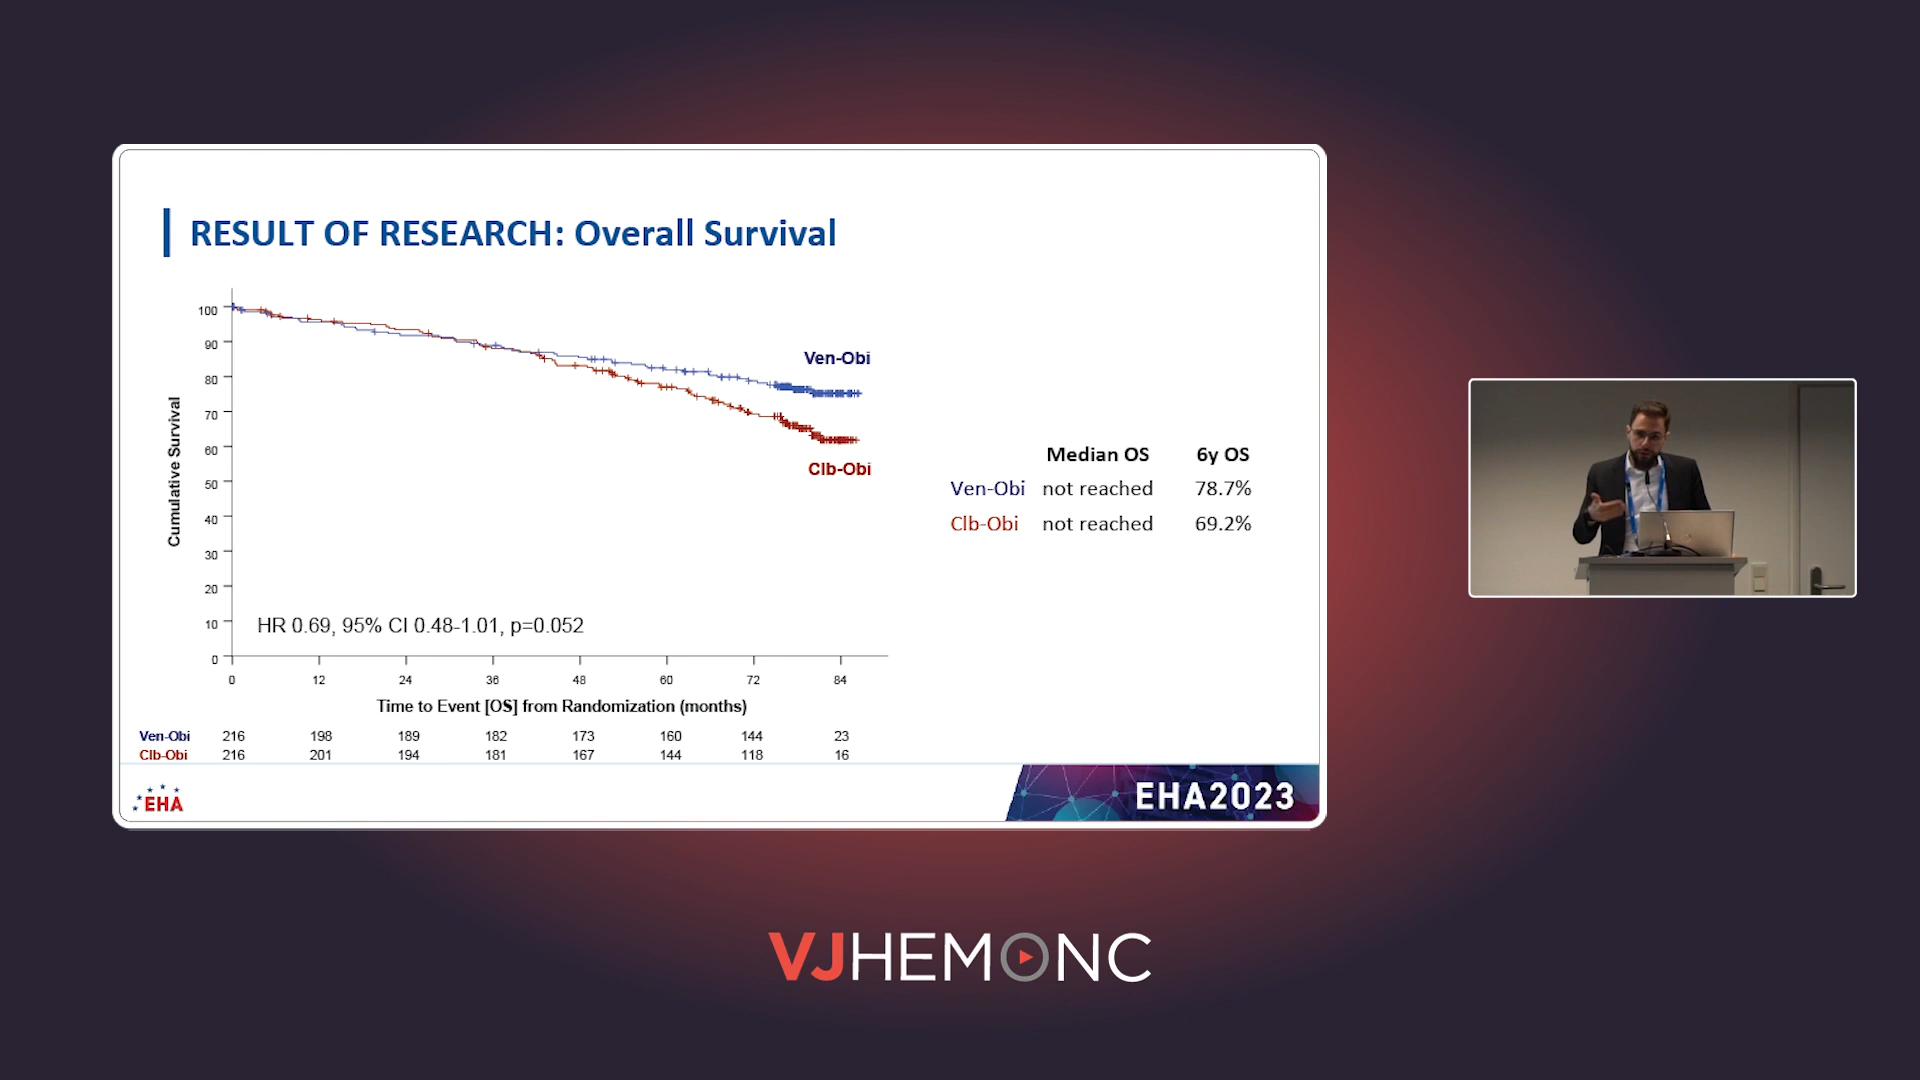 RESULT OF RESEARCH: Overall Survival
100
90
80
70
60
50
40
30
20
10
0
Cumulative Survival
Ven-Obi
Clb-Obi
HR 0.69, 95% CI 0.48-1.01, p=0.052
0 12 24 36 48 60 72 84
Time to Event [OS] from Randomization (months)
Ven-Obi 216 198 189 182 173 160 144 23
Clb-Obi 216 201 194 181 167 144 118 16
Median OS 6y OS
Ven-Obi not reached 78.7%
Clb-Obi not reached 69.2%
EHA
EHA2023
VJHEMONC